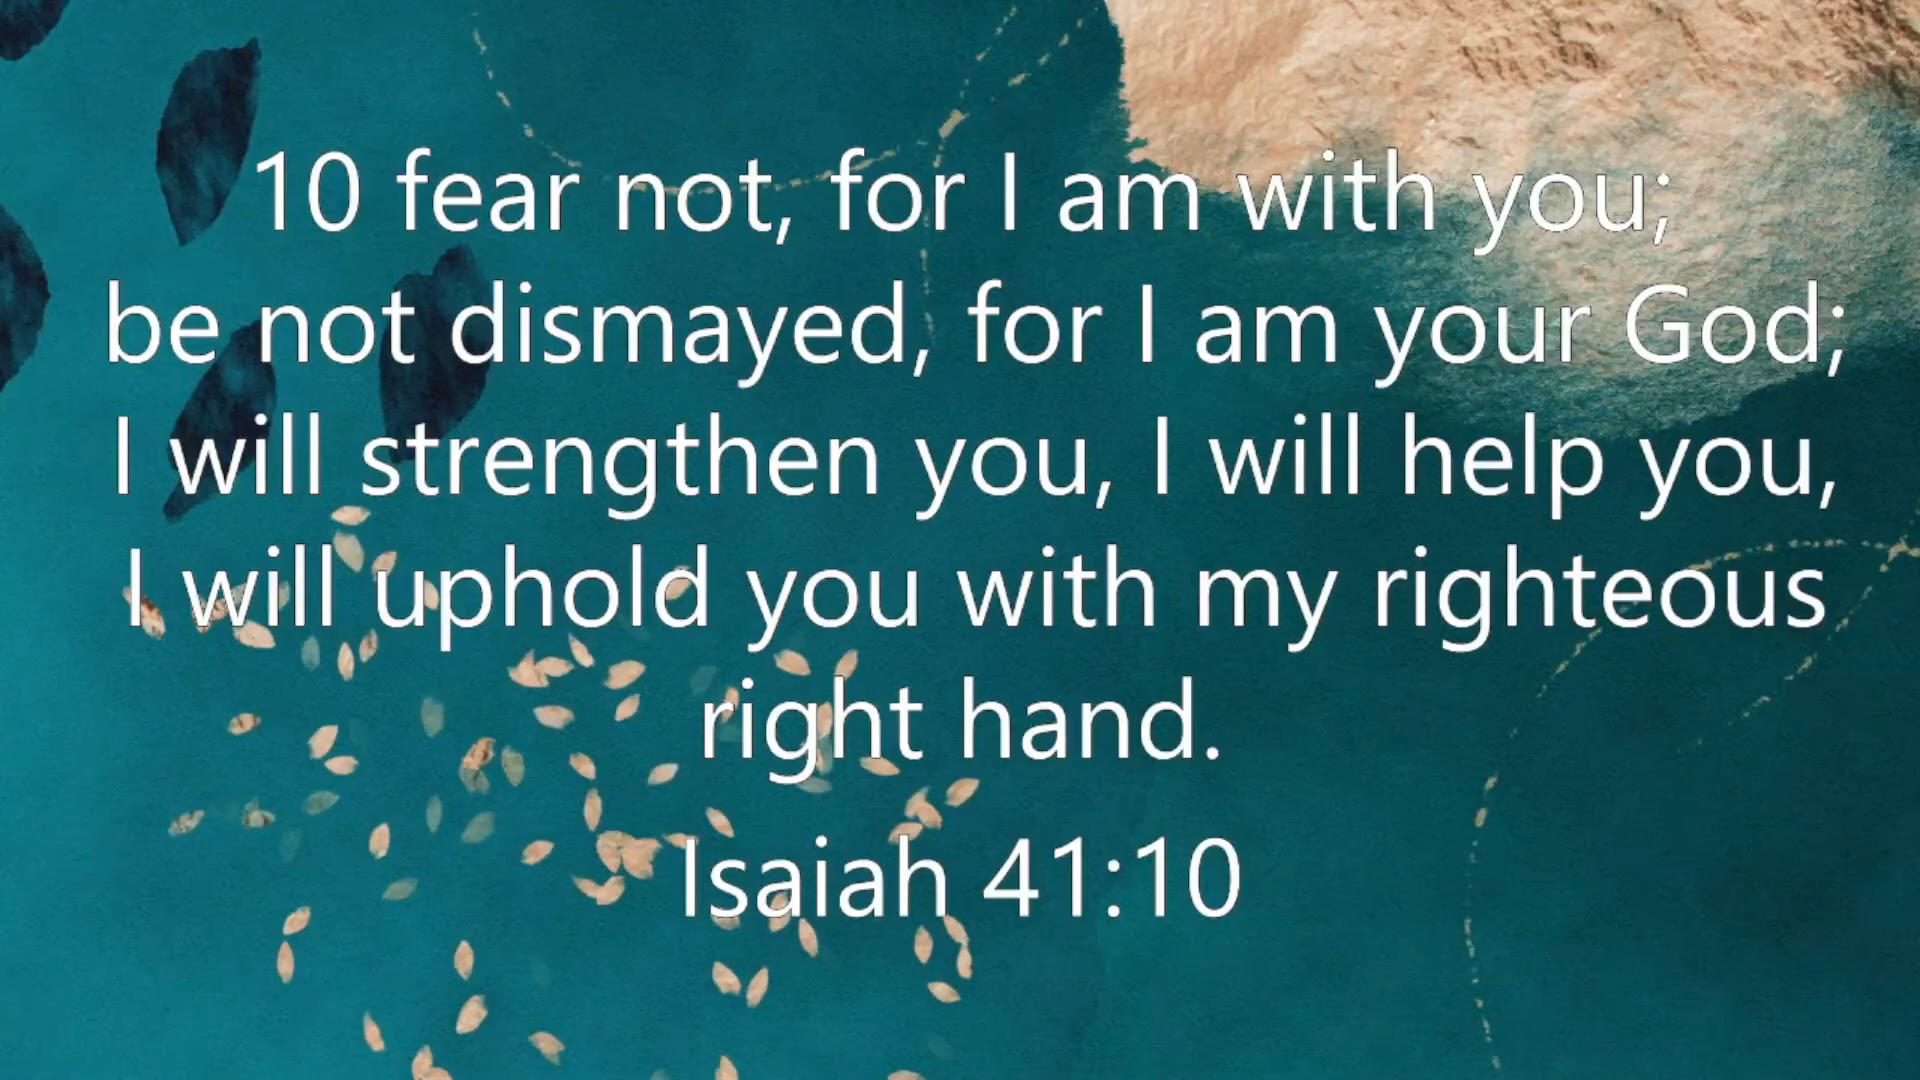 10 fear not, for I am with you;
be not dismayed, for I am your God;
I will strengthen you, I will help you,
I will uphold you with my righteous
right hand.
Isaiah 41:10